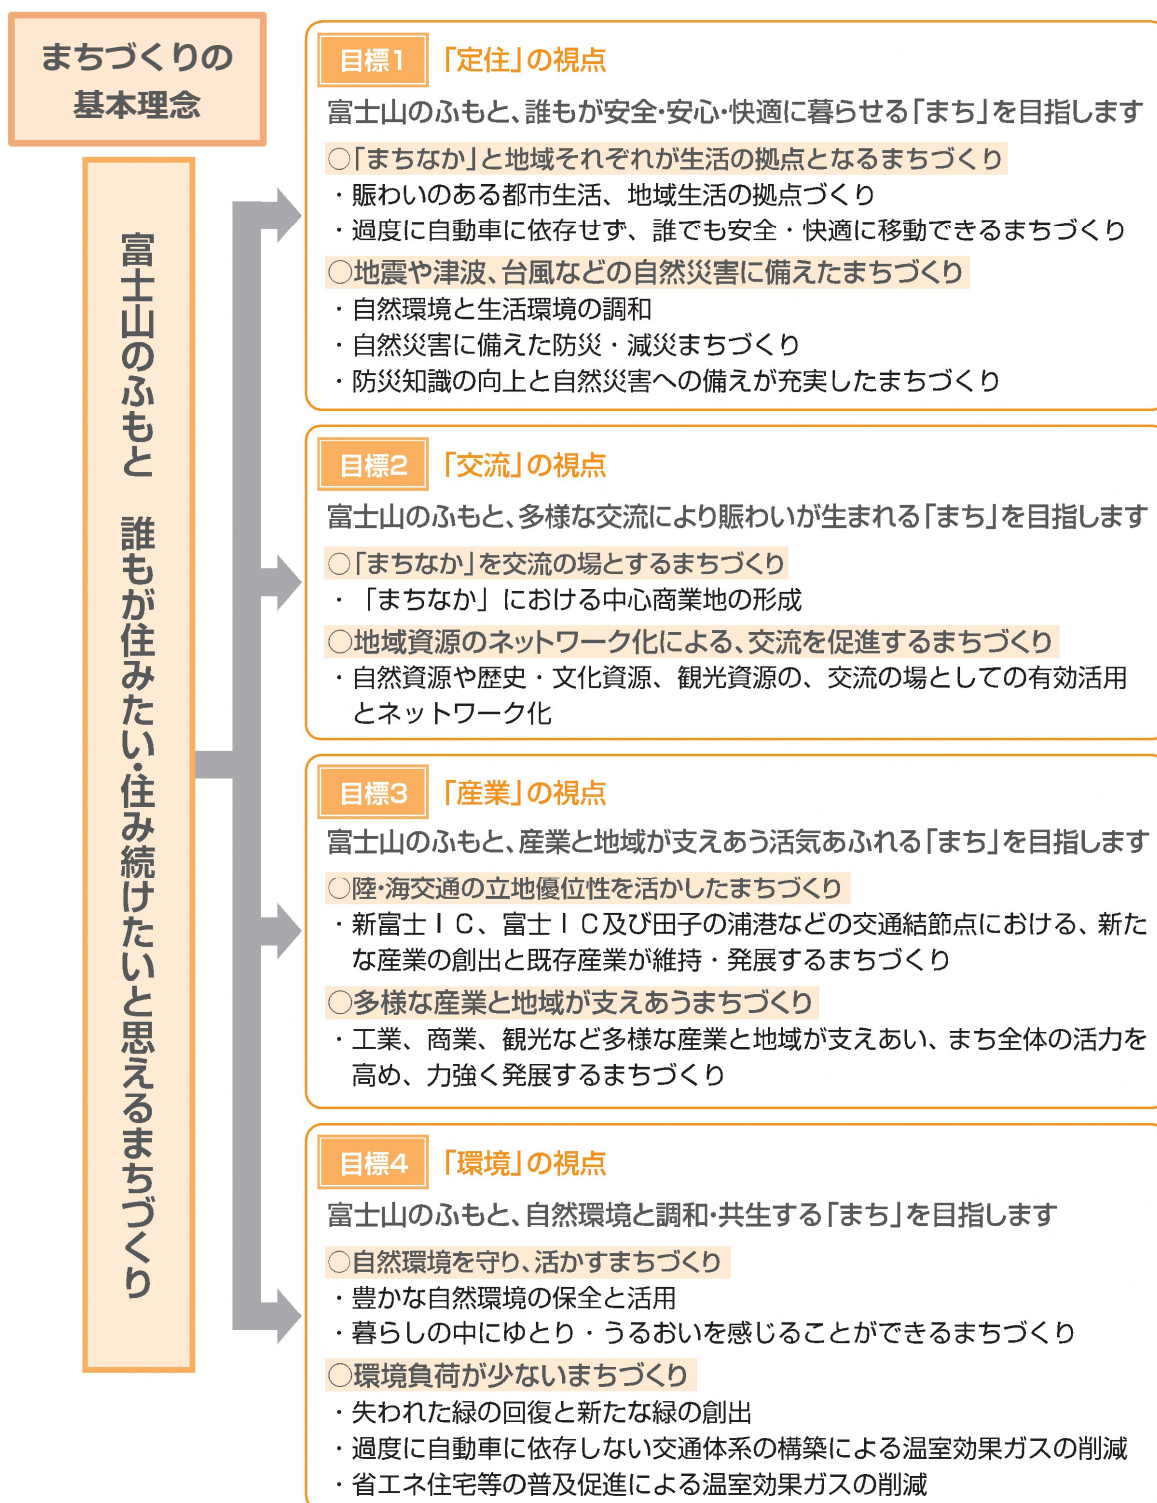 まちづくりの
基本理念
富士山のふもと　誰もが住みたい・住み続けたいと思えるまちづくり
目標1 「定住」の視点
富士山のふもと、誰もが安全・安心・快適に暮らせる「まち」を目指します
○「まちなか」と地域それぞれが生活の拠点となるまちづくり
・賑わいのある都市生活、地域生活の拠点づくり
・過度に自動車に依存せず、誰でも安全・快適に移動できるまちづくり
○地震や津波、台風などの自然災害に備えたまちづくり
・自然環境と生活環境の調和
・自然災害に備えた防災・減災まちづくり
・防災知識の向上と自然災害への備えが充実したまちづくり
目標2 「交流」の視点
富士山のふもと、多様な交流により賑わいが生まれる「まち」を目指します
○「まちなか」を交流の場とするまちづくり
・「まちなか」における中心商業地の形成
○地域資源のネットワーク化による、交流を促進するまちづくり
・自然資源や歴史・文化資源、観光資源の、交流の場としての有効活用
とネットワーク化
目標3 「産業」の視点
富士山のふもと、産業と地域が支えあう活気あふれる「まち」を目指します
○陸・海交通の立地優位性を活かしたまちづくり
・新富士ＩＣ、富士ＩＣ及び田子の浦港などの交通結節点における、新た
な産業の創出と既存産業が維持・発展するまちづくり
○多様な産業と地域が支えあうまちづくり
・工業、商業、観光など多様な産業と地域が支えあい、まち全体の活力を
高め、力強く発展するまちづくり
目標4 「環境」の視点
富士山のふもと、自然環境と調和・共生する「まち」を目指します
○自然環境を守り、活かすまちづくり
・豊かな自然環境の保全と活用
・暮らしの中にゆとり・うるおいを感じることができるまちづくり
○環境負荷が少ないまちづくり
・失われた緑の回復と新たな緑の創出
・過度に自動車に依存しない交通体系の構築による温室効果ガスの削減
・省エネ住宅等の普及促進による温室効果ガスの削減